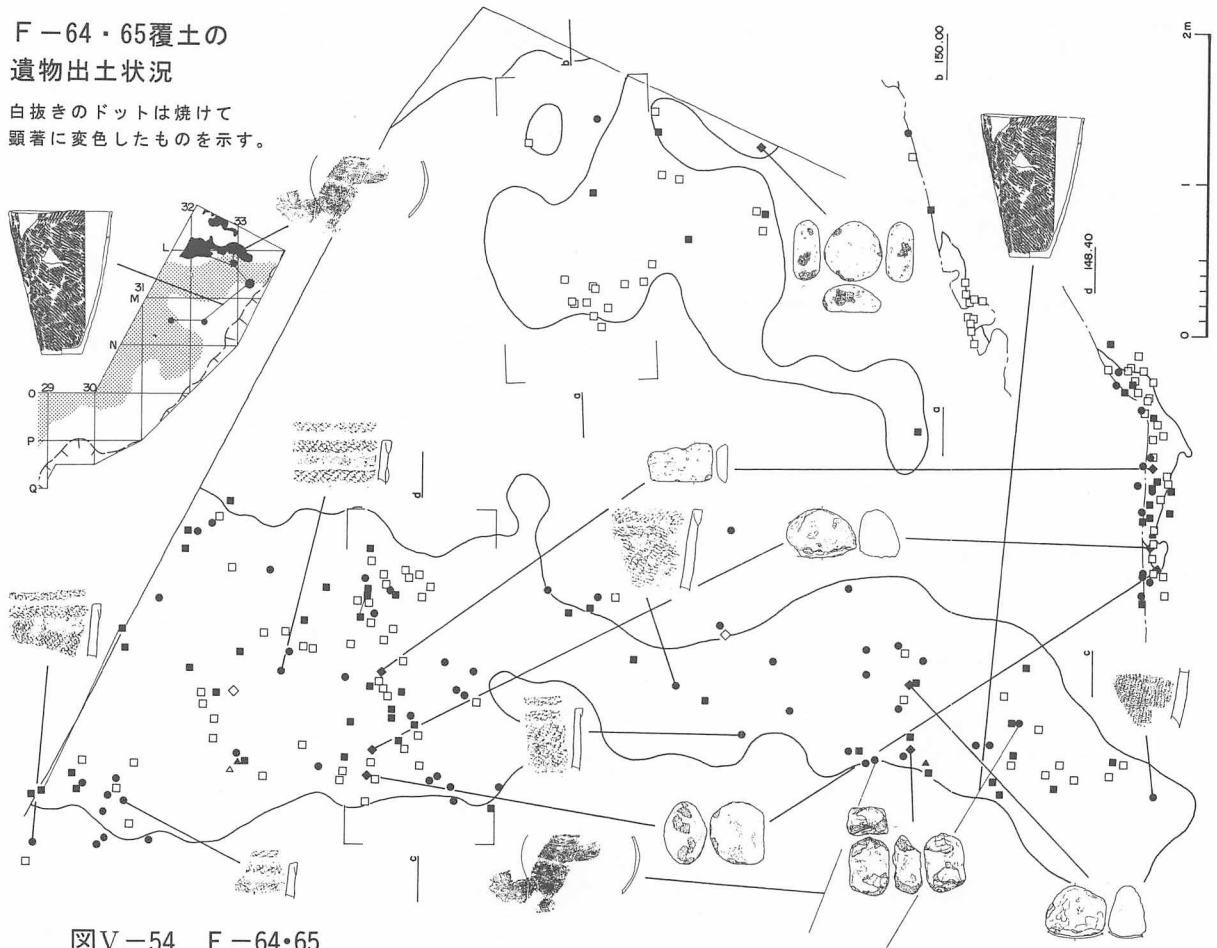 F-64・65覆土の
遺物出土状況
白抜きのドットは焼けて
顕著に変色したものを示す。
32
33
L
31
M
N
29
30
O
P
Q
b
b 150.00
2m
1
0
d 148.40
a
a
d
c
c
図V-54 F-64・65